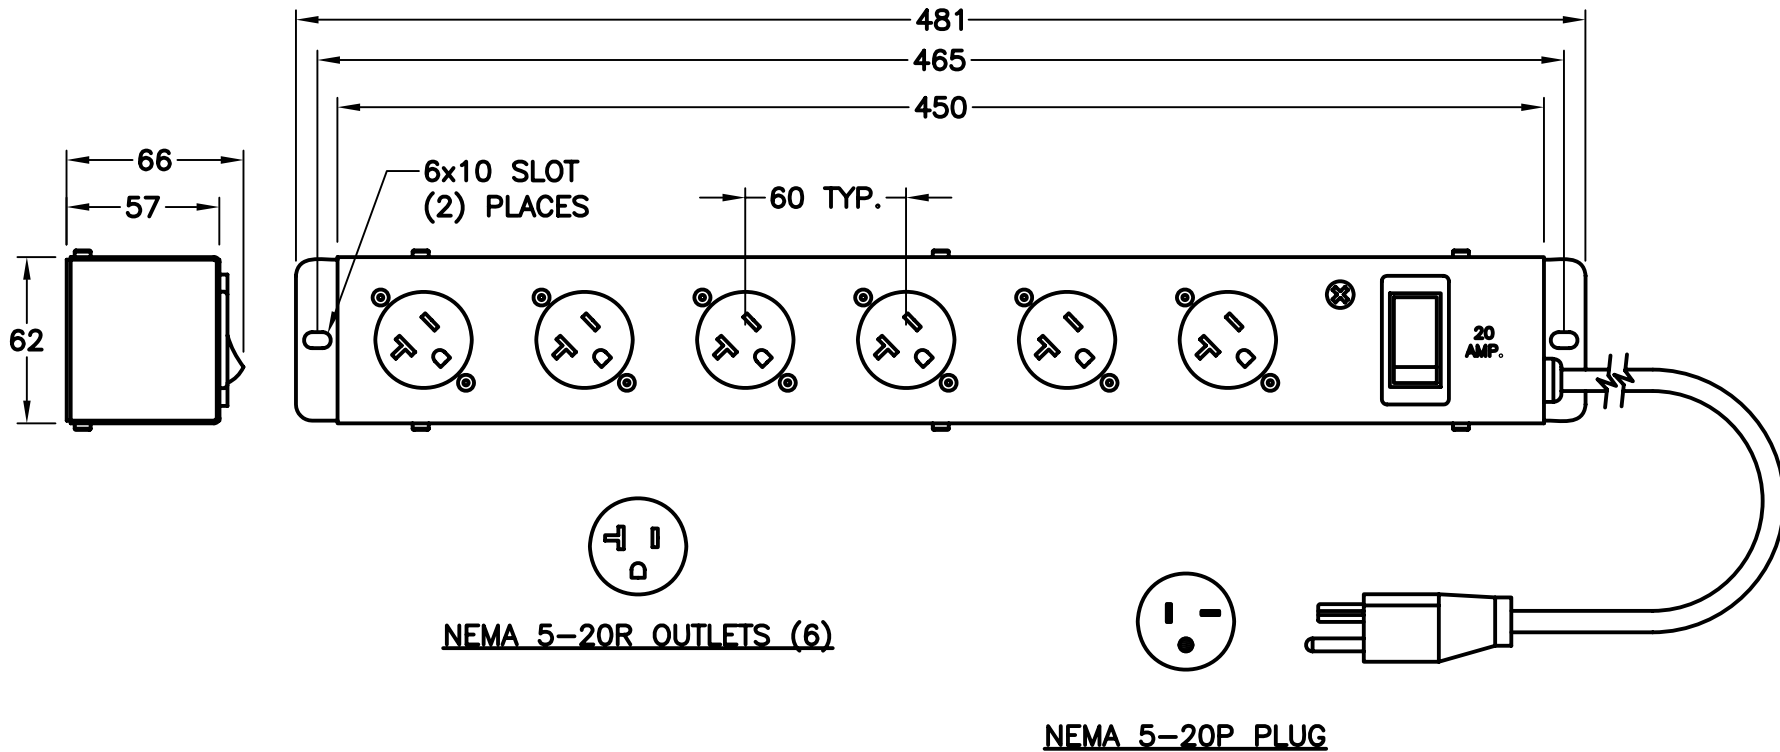 481
465
450
66
57
6x10 SLOT
(2) PLACES
60 TYP.
62
20
AMP.
NEMA 5-20R OUTLETS (6)
NEMA 5-20P PLUG